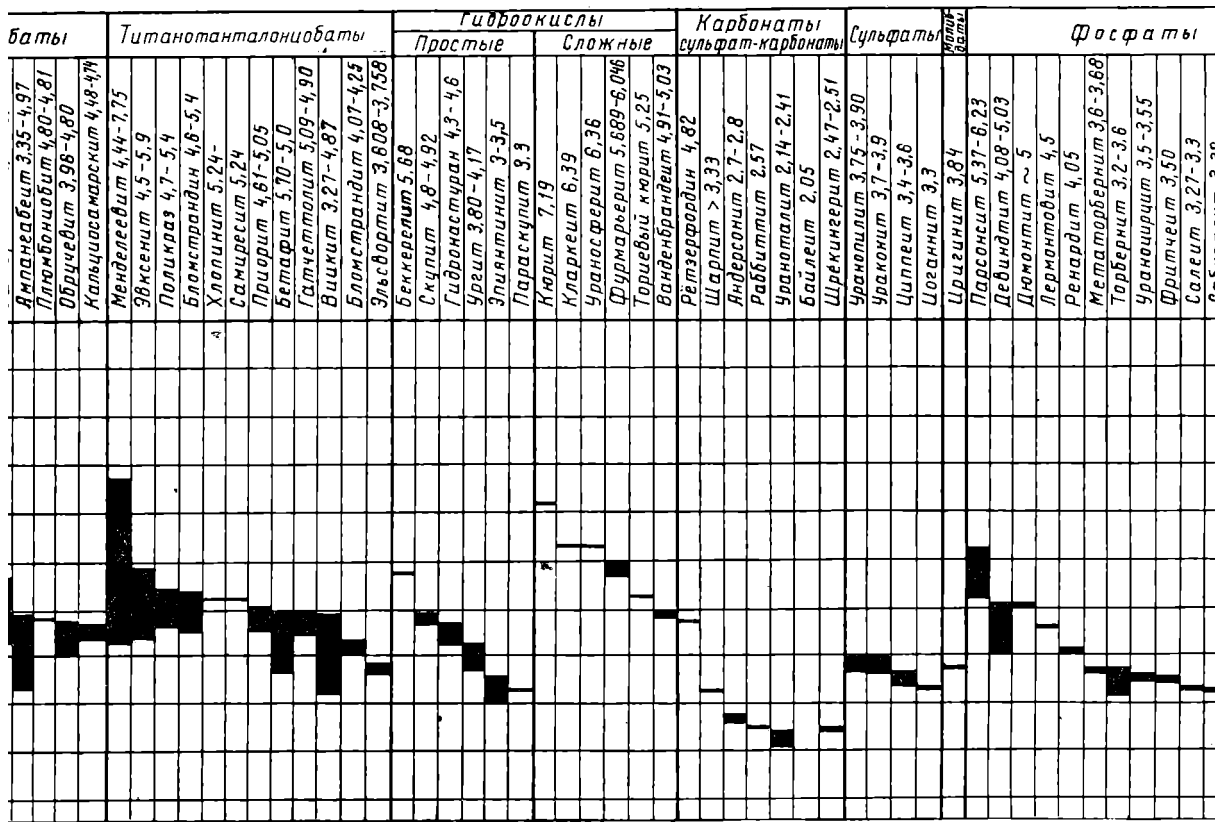 баты
Титанотанталониобаты
Гидроокислы
Простые
Сложные
Карбонаты
сульфат-карбонаты
Сульфаты
Молиб-
даты
Фосфаты
Ампангабеит 3,35-4,97
Плюмбониобит 4,80-4,81
Обручевит 3,96-4,80
Кальциосамарскит 4,48-4,74
Менделеевит 4,44-7,75
Эвксенит 4,5-5,9
Поликраз 4,7-5,4
Бломстрандин 4,6-5,4
Хлопинит 5,24-
Самиресит 5,24
Приорит 4,61-5,05
Бетафит 5,70-5,0
Гатчеттолит 5,09-4,90
Виикит 3,27-4,87
Бломстрандит 4,07-4,25
Эльсвортит 3,608-3,758
Беккерелит 5.68
Скупит 4,8-4,92
Гидронастуран 4,3-4,6
Ургит 3,80-4,17
Эпиянтинит 3-3,5
Параскупит 3.3
Кюрит 7,19
Кларкеит 6,39
Ураносферит 6,36
Фурмарьерит 5.689-6,046
Ториевый кюрит 5,25
Ванденбрандеит 4,91-5,03
Рётзерфордин 4,82
Шарпит > 3,33
Андерсонит 2,7-2,8
Раббиттит 2,57
Ураноталит 2,14-2,41
Байлеит 2,05
Шрёкингерит 2,47-2,51
Уранопилит 3,75-3,90
Ураконит 3,7-3,9
Циппеит 3,4-3,6
Иоганнит 3,3
Иригинит 3,84
Парсонсит 5,37-6,23
Девиндтит 4,08-5,03
Дюмонтит ~ 5
Лермонтовит 4,5
Ренардит 4,05
Метаторбернит 3,6-3,68
Торбернит 3,2-3,6
Ураноцирцит 3,5-3,55
Фритчеит 3,50
Салеит 3,27-3,3